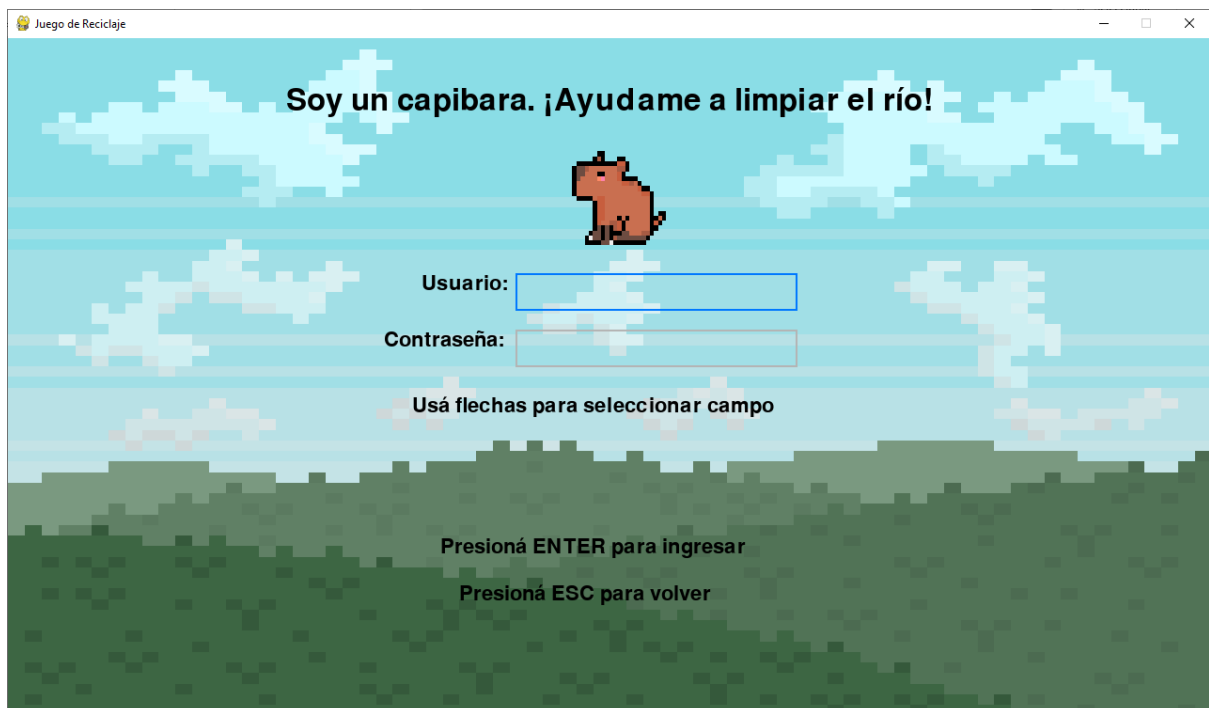 Juego de Reciclaje
Soy un capibara. ¡Ayudame a limpiar el río!
Usuario:
Contraseña:
Usá flechas para seleccionar campo
Presioná ENTER para ingresar
Presioná ESC para volver